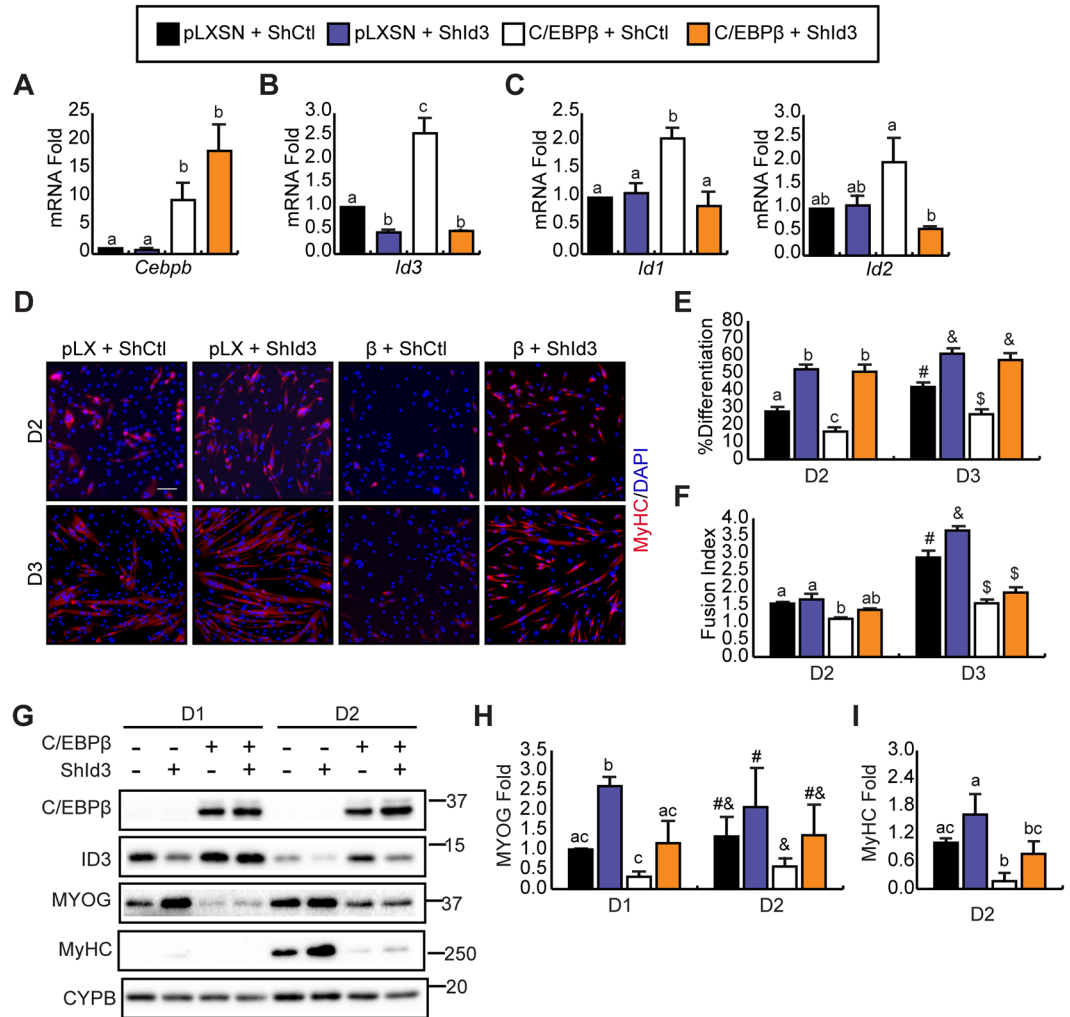 pLXSN + ShCtl pLXSN + ShId3 C/EBPβ + ShCtl C/EBPβ + ShId3
A
mRNA Fold
25
20
15
10
5
0
a a b b
Cebpb
B
mRNA Fold
3.0
2.5
2.0
1.5
1.0
0.5
0.0
a b c b
Id3
C
mRNA Fold
2.5
2.0
1.5
1.0
0.5
0.0
a a b a
Id1
mRNA Fold
3.0
2.5
2.0
1.5
1.0
0.5
0.0
ab ab a b
Id2
D
pLX + ShCtl pLX + ShId3 β + ShCtl β + ShId3
D2
D3
MyHC/DAPI
E
%Differentiation
80
70
60
50
40
30
20
10
0
a b c b # & $ &
D2 D3
F
Fusion Index
4.0
3.5
3.0
2.5
2.0
1.5
1.0
0.5
0.0
a a b ab # & $ $
D2 D3
G
D1 D2
C/EBPβ - - + + - - + +
ShId3 - + - + - + - +
C/EBPβ 37
ID3 15
MYOG 37
MyHC 250
CYPB 20
H
MYOG Fold
3.5
3.0
2.5
2.0
1.5
1.0
0.5
0.0
ac b c ac #& # & #&
D1 D2
I
MyHC Fold
3.0
2.4
1.8
1.2
0.6
0.0
ac a b bc
D2